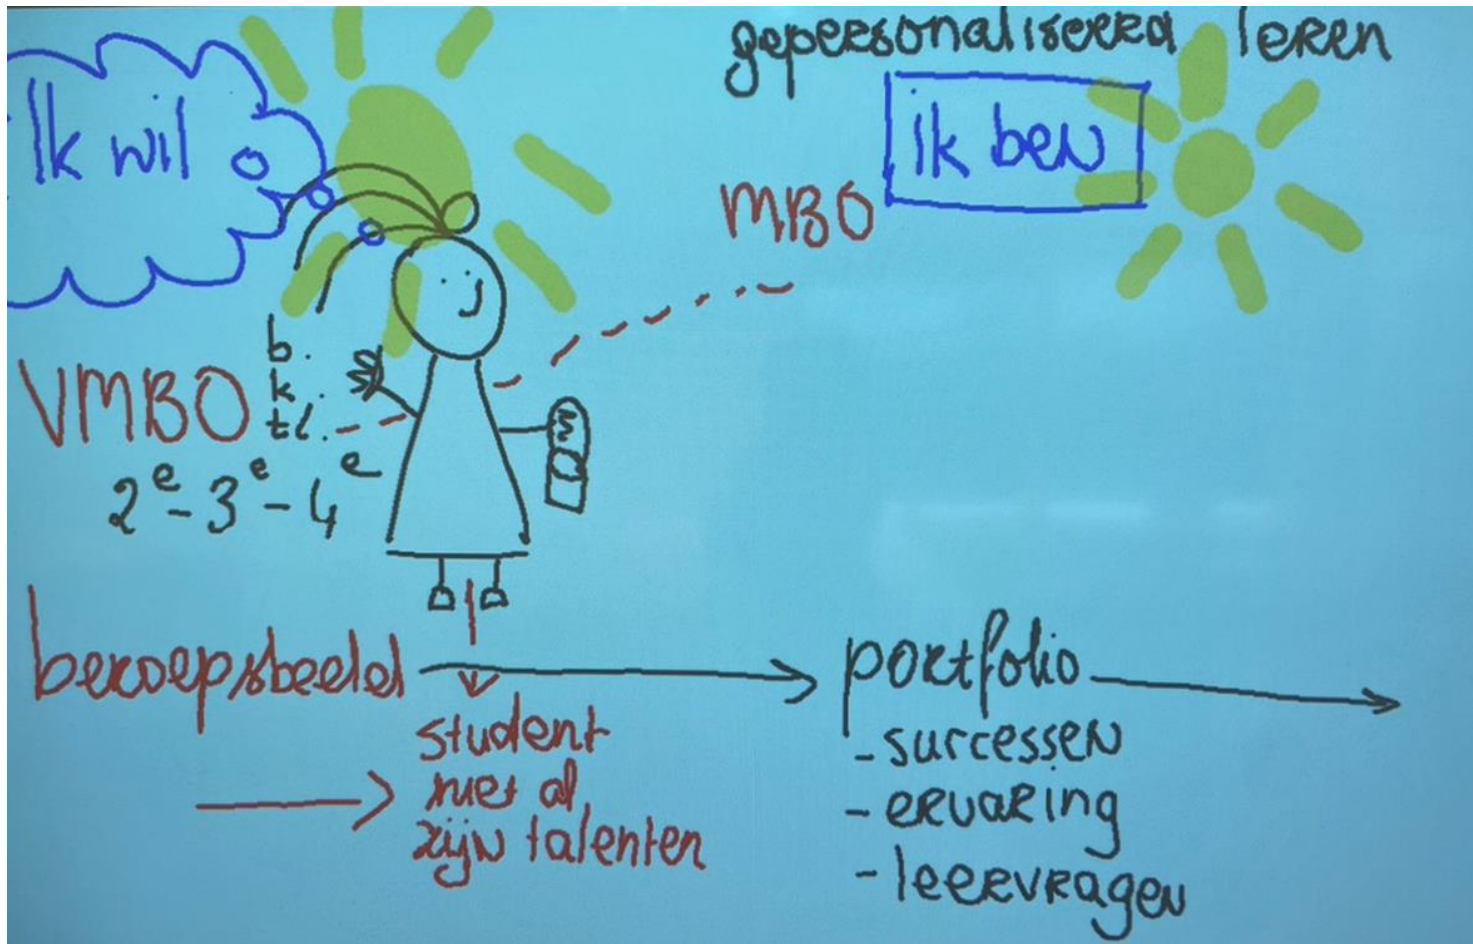 gepersonaliseerd leren
Ik wil
ik ben
MBO
VMBO
b.
k.
tl.
2e - 3e - 4e
beroepsbeeld
portfolio
student
met al
zijn talenten
- successen
- ervaring
- leervragen